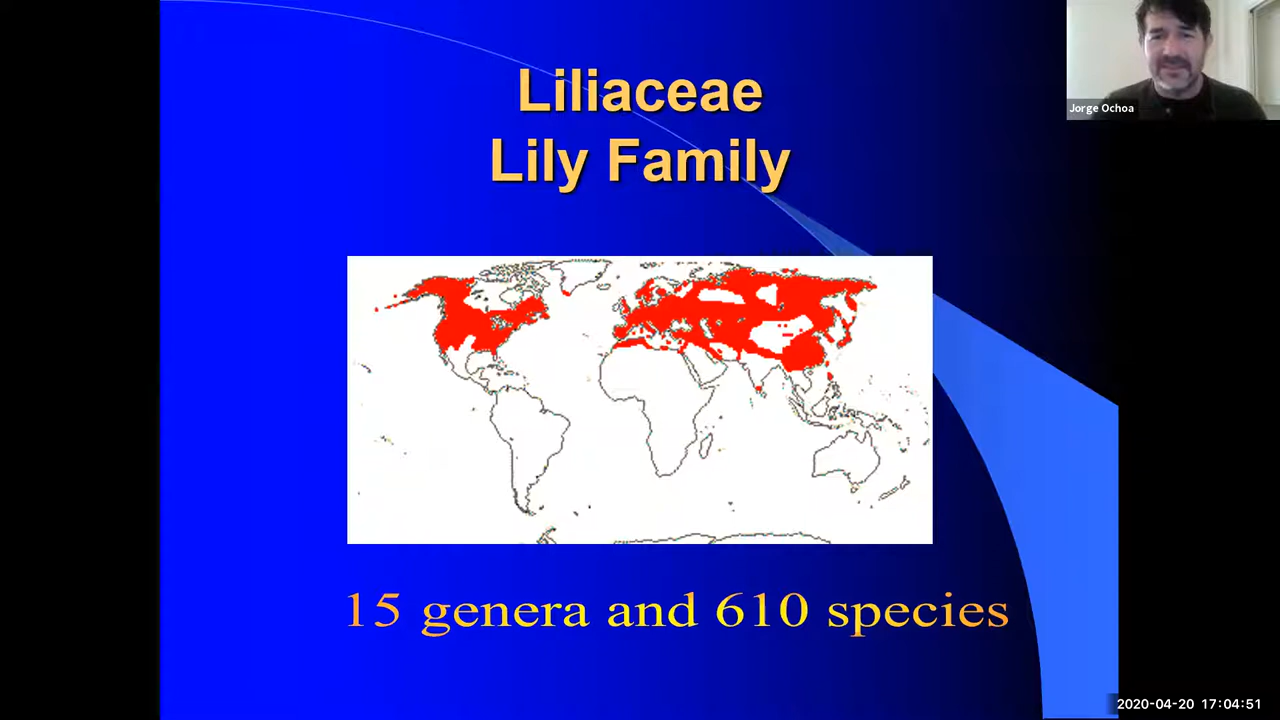 Liliaceae
Lily Family
Jorge Ochoa
15 genera and 610 species
2020-04-20 17:04:51